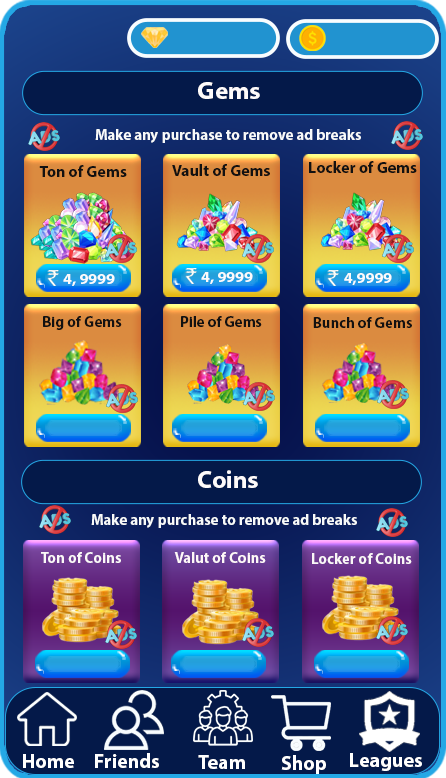 $
Gems
ADS Make any purchase to remove ad breaks ADS
Ton of Gems Vault of Gems Locker of Gems
ADS ADS ADS
₹ 4, 9999 ₹ 4, 9999 ₹ 4,9999
Big of Gems Pile of Gems Bunch of Gems
ADS ADS ADS
Coins
ADS Make any purchase to remove ad breaks ADS
Ton of Coins Valut of Coins Locker of Coins
ADS ADS ADS
Home Friends Team Shop Leagues